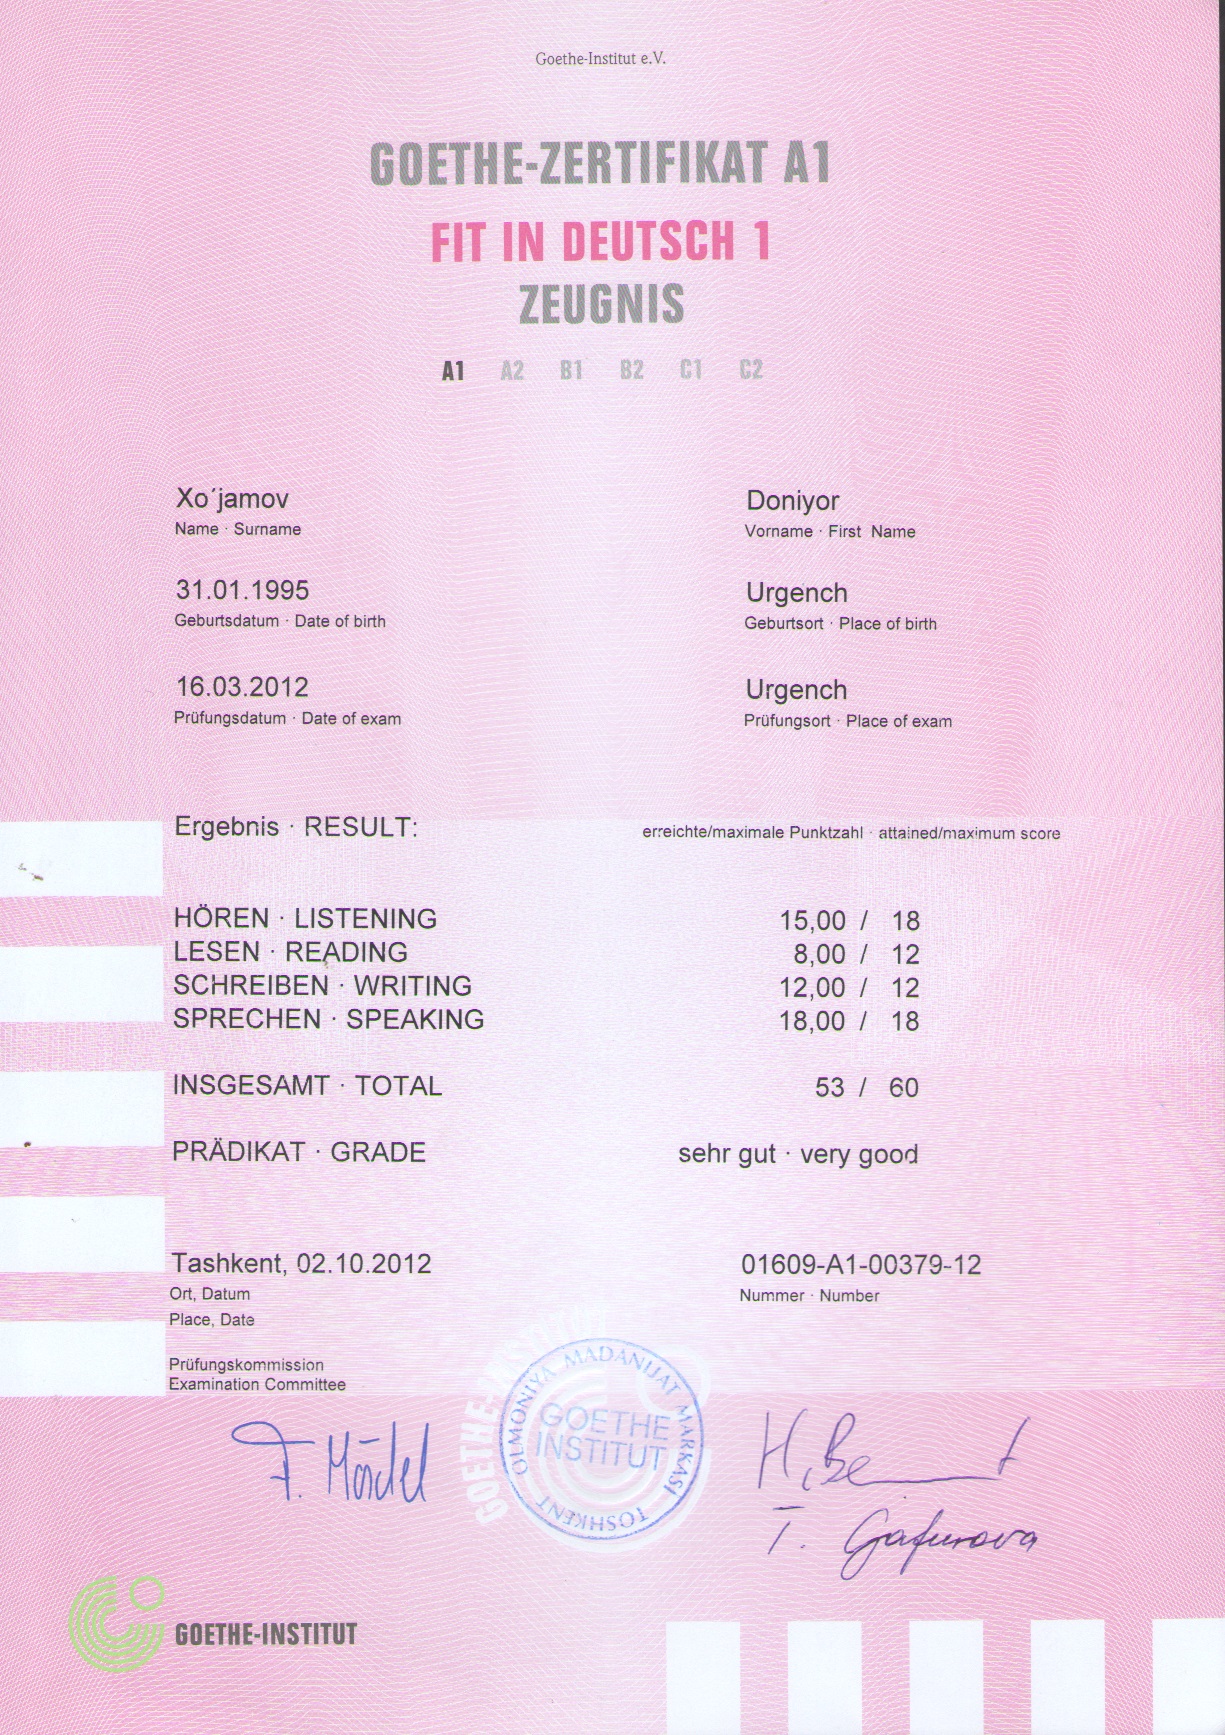 Goethe-Institut e.V.
GOETHE-ZERTIFIKAT A1
FIT IN DEUTSCH 1
ZEUGNIS
A1 A2 B1 B2 C1 C2
Xo´jamov Doniyor
Name · Surname Vorname · First Name
31.01.1995 Urgench
Geburtsdatum · Date of birth Geburtsort · Place of birth
16.03.2012 Urgench
Prüfungsdatum · Date of exam Prüfungsort · Place of exam
Ergebnis · RESULT: erreichte/maximale Punktzahl · attained/maximum score
HÖREN · LISTENING 15,00 / 18
LESEN · READING 8,00 / 12
SCHREIBEN · WRITING 12,00 / 12
SPRECHEN · SPEAKING 18,00 / 18
INSGESAMT · TOTAL 53 / 60
PRÄDIKAT · GRADE sehr gut · very good
Tashkent, 02.10.2012 01609-A1-00379-12
Ort, Datum Nummer · Number
Place, Date
Prüfungskommission
Examination Committee
OLMONIYA MADANIJAT MARKASI
GOETHE
INSTITUT
TOSHKENT
T. Gafurova
GOETHE-INSTITUT